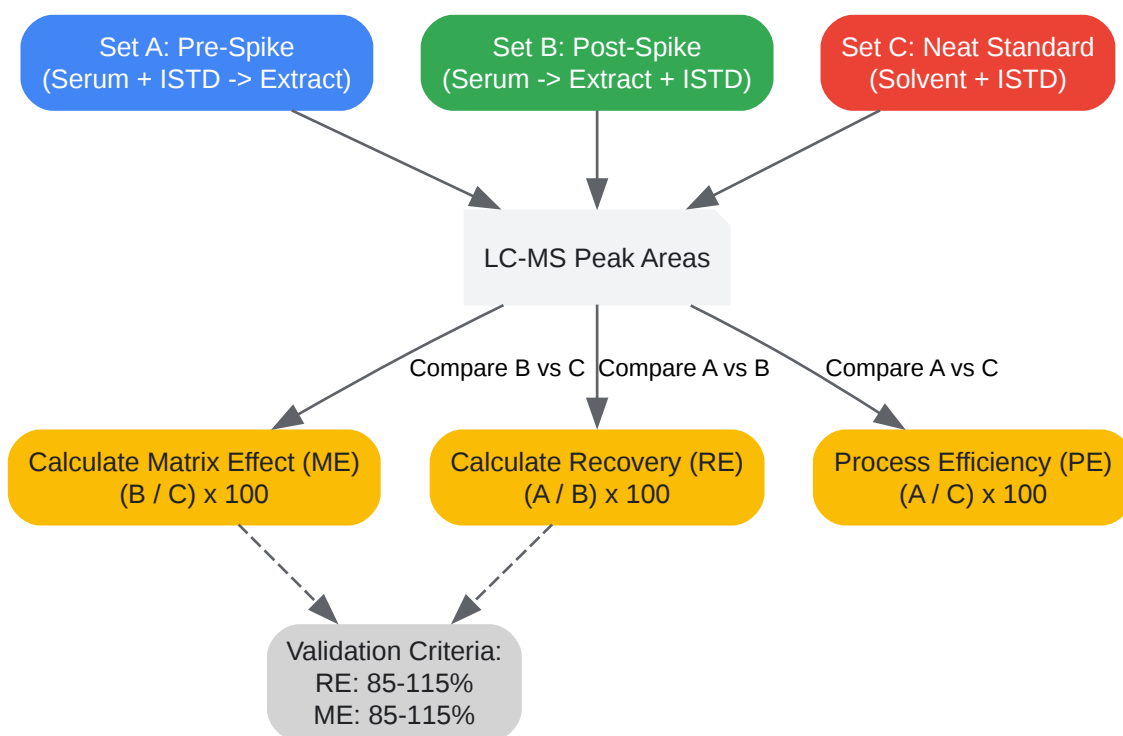 Set A: Pre-Spike
(Serum + ISTD -> Extract)
Set B: Post-Spike
(Serum -> Extract + ISTD)
Set C: Neat Standard
(Solvent + ISTD)
LC-MS Peak Areas
Compare B vs C
Compare A vs B
Compare A vs C
Calculate Matrix Effect (ME)
(B / C) x 100
Calculate Recovery (RE)
(A / B) x 100
Process Efficiency (PE)
(A / C) x 100
Validation Criteria:
RE: 85-115%
ME: 85-115%